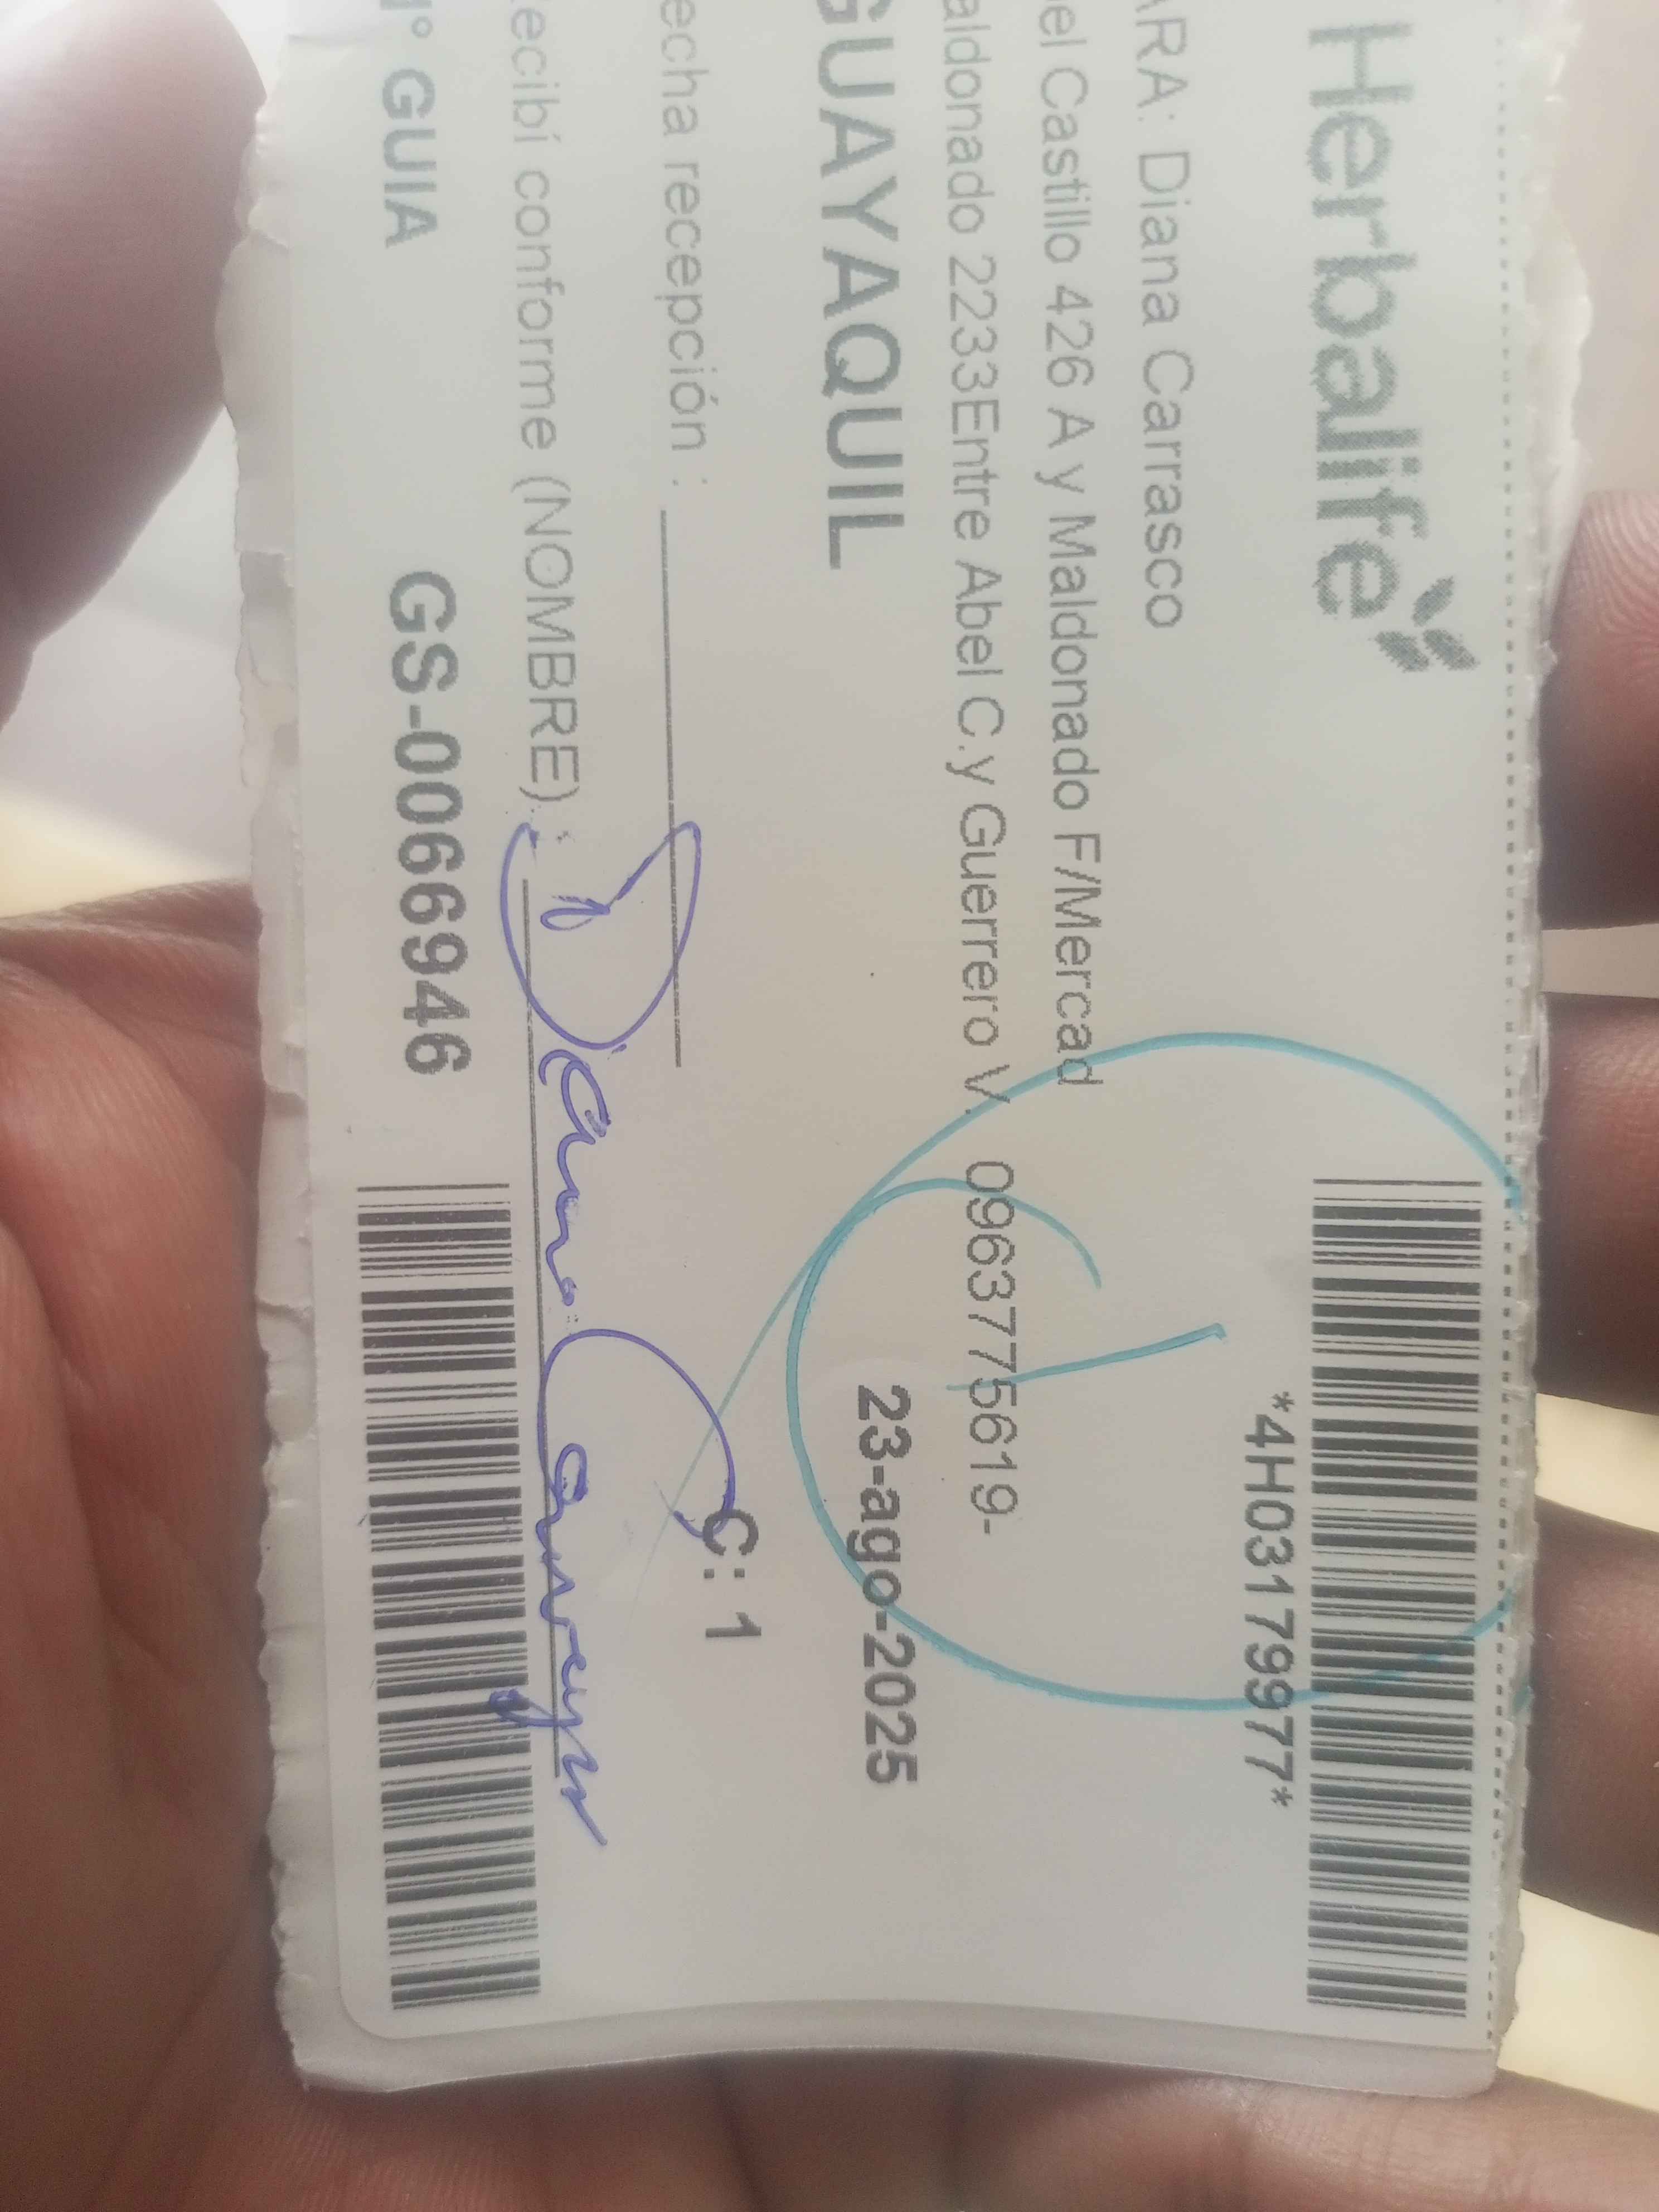 Herbalife
*4H03179977*
ARA: Diana Carrasco
el Castillo 426 A y Maldonado F/Mercad
aldonado 2233Entre Abel C.y Guerrero V. 0963775619-
GUAYAQUIL
23-ago-2025
echa recepción :
C: 1
ecibí conforme (NOMBRE). : Diana
N° GUIA GS-0066946